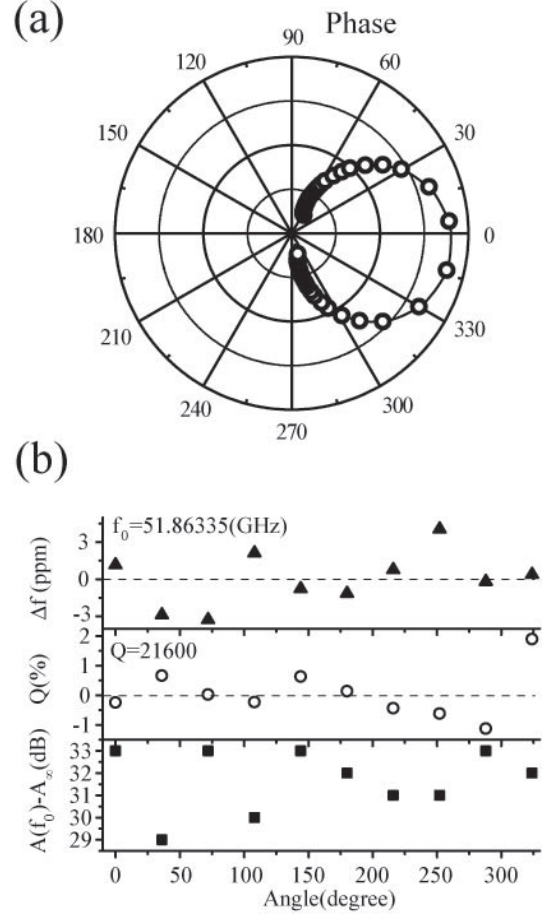 (a)
Phase
90
120
60
150
30
180
0
210
330
240
300
270
(b)
f₀=51.86335(GHz)
Δf (ppm)
3
0
-3
Q=21600
Q(%)
2
1
0
-1
A(f₀)-A∞(dB)
33
32
31
30
29
0 50 100 150 200 250 300
Angle(degree)